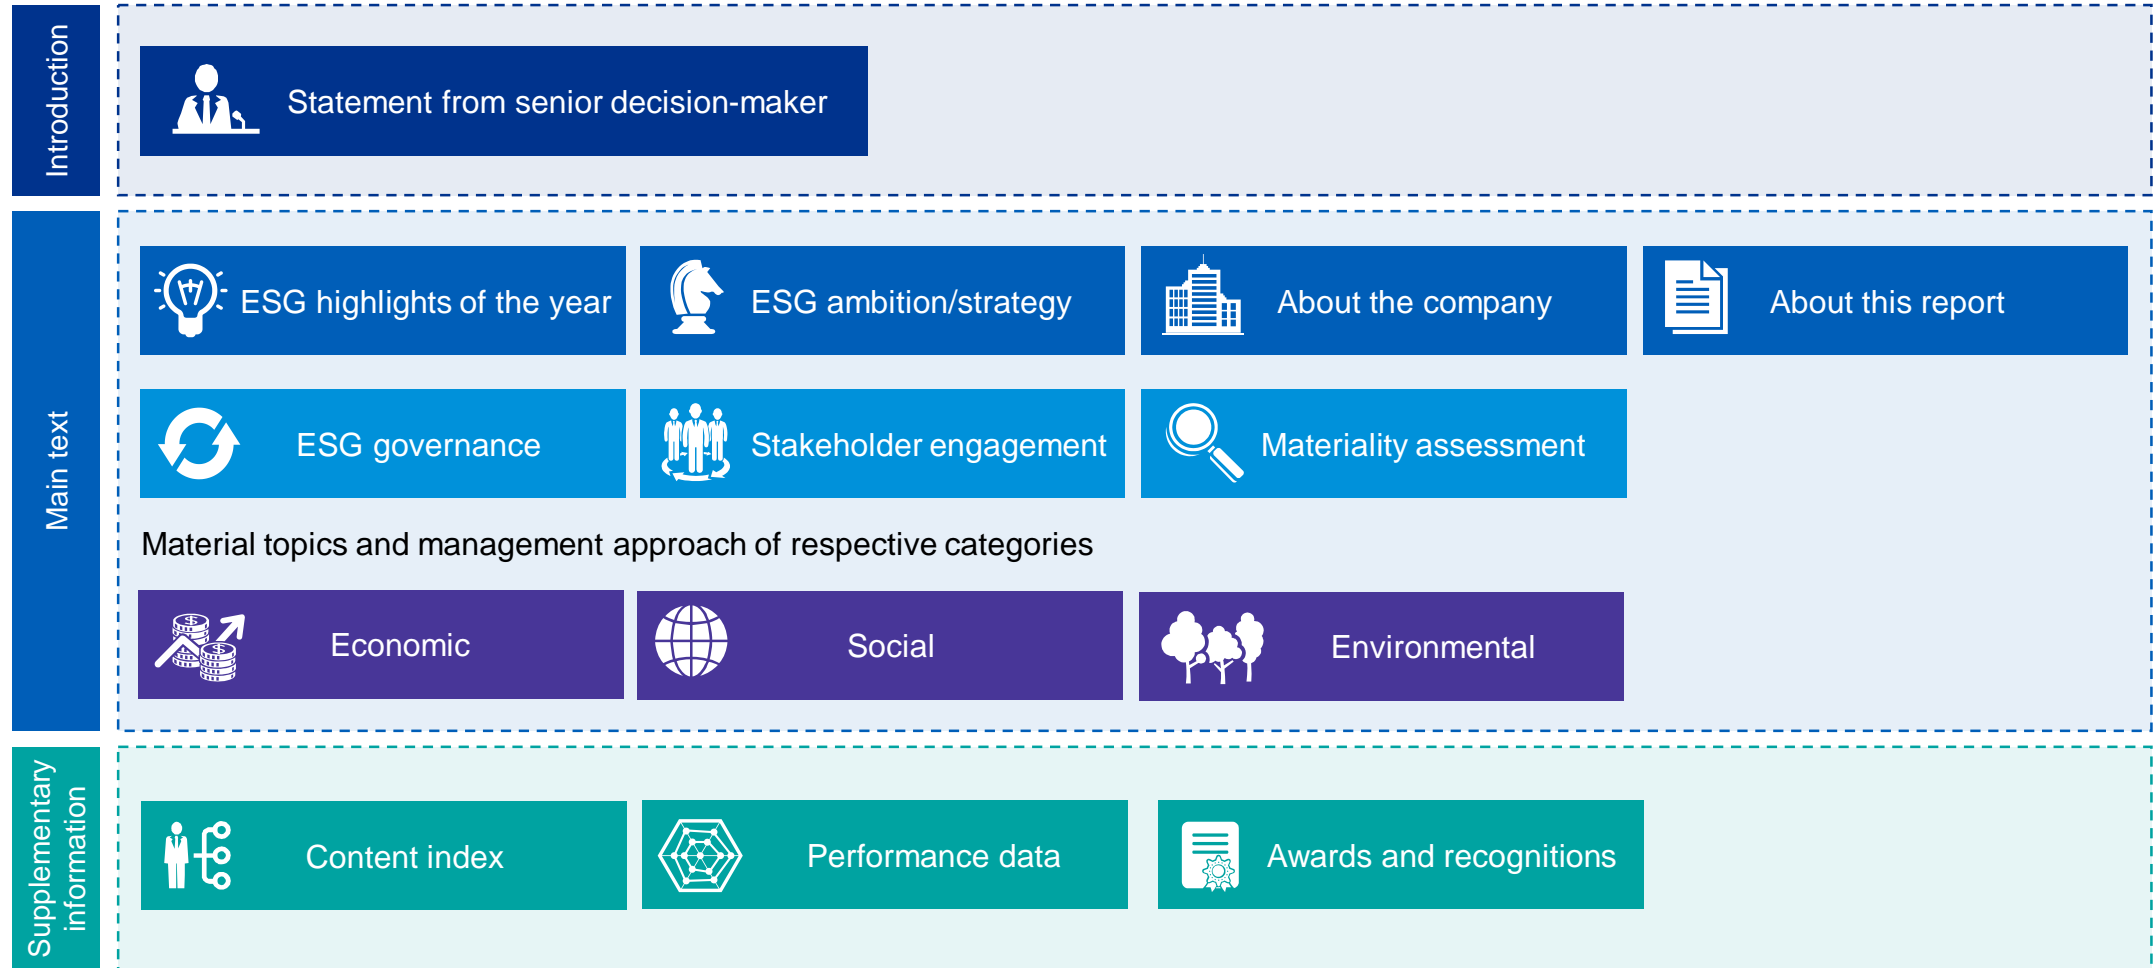 Introduction
Statement from senior decision-maker
Main text
ESG highlights of the year
ESG ambition/strategy
About the company
About this report
ESG governance
Stakeholder engagement
Materiality assessment
Material topics and management approach of respective categories
Economic
Social
Environmental
Supplementary
information
Content index
Performance data
Awards and recognitions